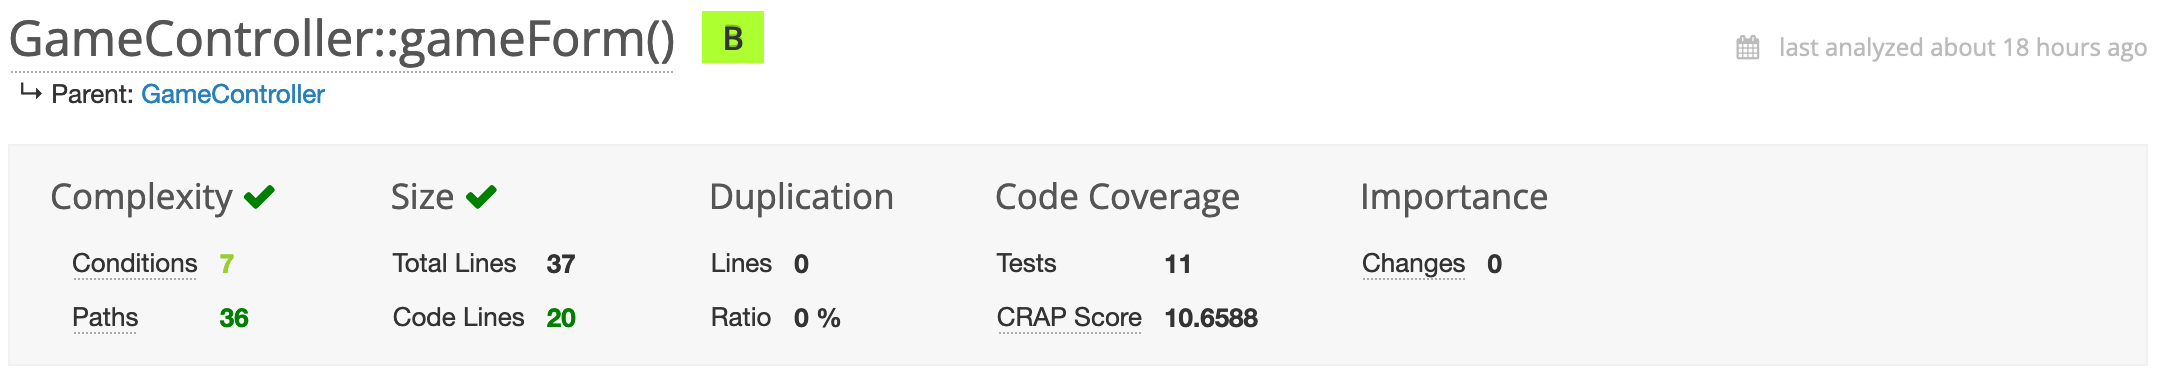 GameController::gameForm() B
last analyzed about 18 hours ago
Parent: GameController
Complexity Size Duplication Code Coverage Importance
Conditions 7 Total Lines 37 Lines 0 Tests 11 Changes 0
Paths 36 Code Lines 20 Ratio 0 % CRAP Score 10.6588